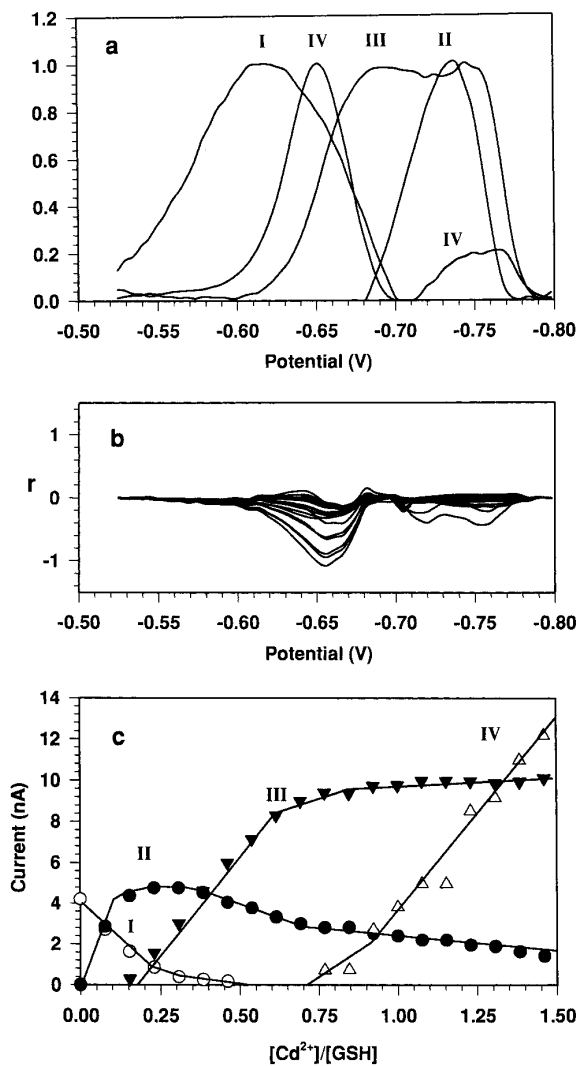 a
I
IV
III
II
IV
1.2
1.0
0.8
0.6
0.4
0.2
0.0
-0.50
-0.55
-0.60
-0.65
-0.70
-0.75
-0.80
Potential (V)
b
r
1
0
-1
-0.50
-0.55
-0.60
-0.65
-0.70
-0.75
-0.80
Potential (V)
c
IV
III
II
I
Current (nA)
14
12
10
8
6
4
2
0
0.00
0.25
0.50
0.75
1.00
1.25
1.50
[Cd²⁺]/[GSH]